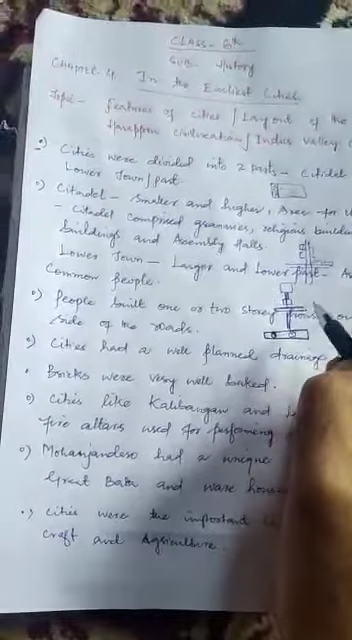 CLASS- 6th
SUB- History
Chapter-4 In the Earliest Cities
Topic- features of cities / Layout of the
Harappan civilization / Indus Valley
Cities were divided into 2 parts - Citadel
Lower Town / part.
Citadel - Smaller and higher, Area for
- Citadel comprised granaries, religious
buildings and Assembly Halls.
Lower Town - Larger and Lower part -
Common people.
People built one or two storey
side of the roads.
Cities had a well planned drainage
Bricks were very well baked.
Cities like Kalibangan and
fire altars used for performing
Mohanjandaso had a unique
Great Bath and ware
Cities were the important
craft and Agriculture.